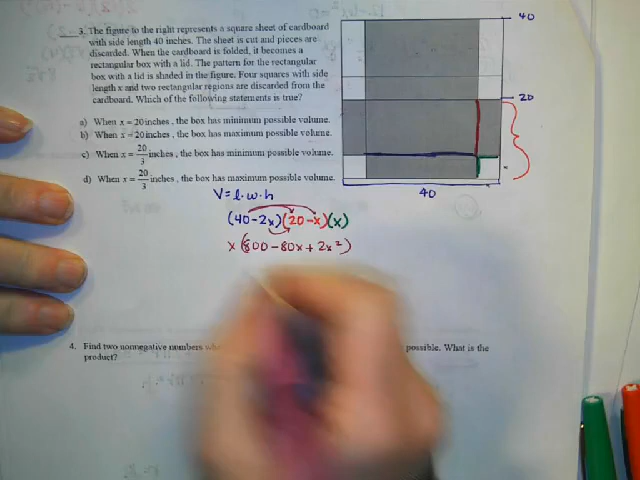 3. The figure to the right represents a square sheet of cardboard
with side length 40 inches. The sheet is cut and pieces are
discarded. When the cardboard is folded, it becomes a
rectangular box with a lid. The pattern for the rectangular
box with a lid is shaded in the figure. Four squares with side
length x and two rectangular regions are discarded from the
cardboard. Which of the following statements is true?
a) When x = 20 inches, the box has minimum possible volume.
b) When x = 20 inches, the box has maximum possible volume.
c) When x = 20/3 inches, the box has minimum possible volume.
d) When x = 20/3 inches, the box has maximum possible volume.
40
20
40
V = l·w·h
(40-2x)(20-x)(x)
x(800-80x+2x²)
4. Find two nonnegative numbers possible. What is the
product?